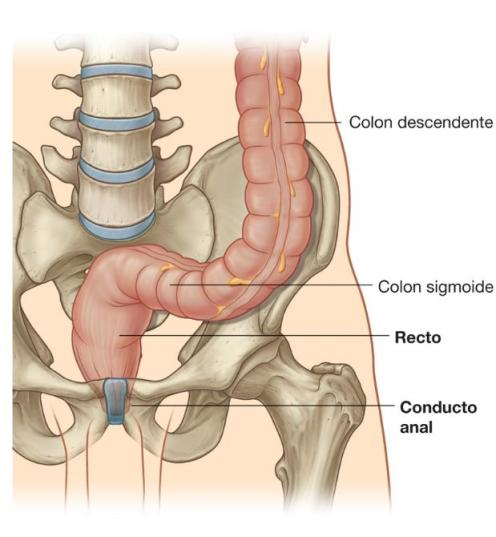 Colon descendente
Colon sigmoide
Recto
Conducto
anal